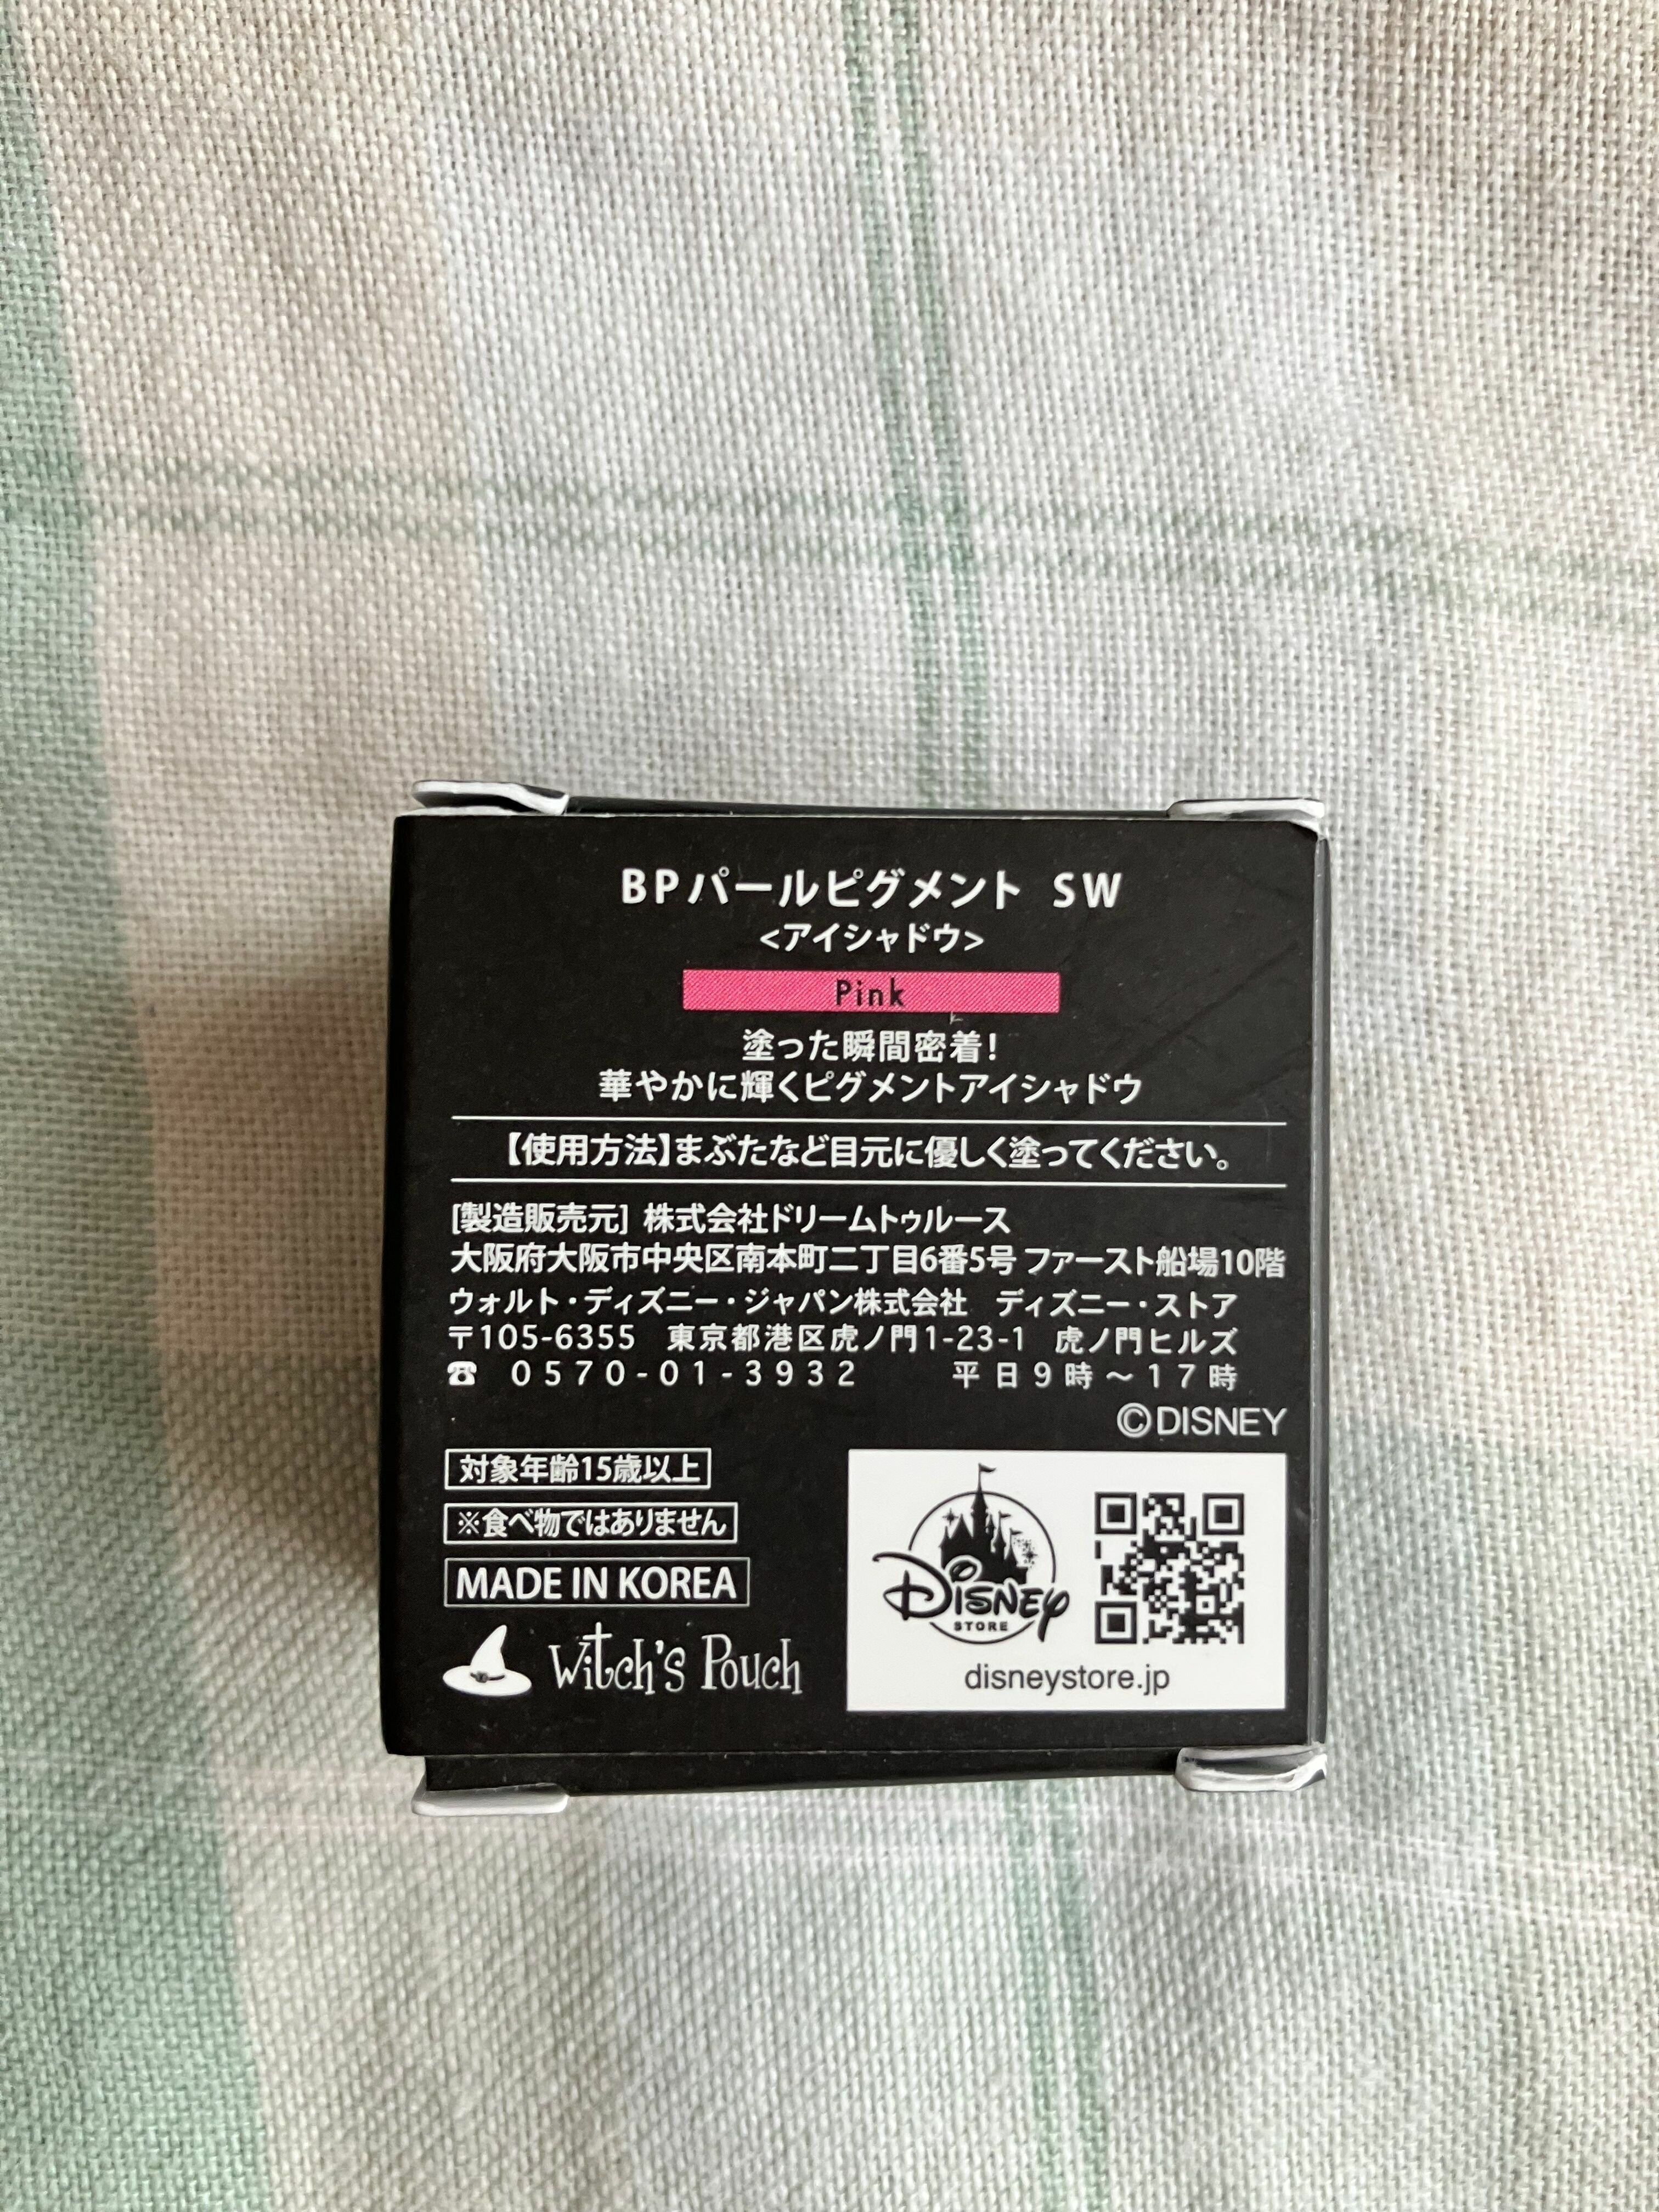 BPパールピグメント SW
<アイシャドウ>
Pink
塗った瞬間密着!
華やかに輝くピグメントアイシャドウ
【使用方法】まぶたなど目元に優しく塗ってください。
[製造販売元] 株式会社ドリームトゥルース
大阪府大阪市中央区南本町二丁目6番5号 ファースト船場10階
ウォルト・ディズニー・ジャパン株式会社 ディズニー・ストア
〒105-6355 東京都港区虎ノ門1-23-1 虎ノ門ヒルズ
☎ 0570-01-3932 平日9時～17時
©DISNEY
対象年齢15歳以上
※食べ物ではありません
MADE IN KOREA
Witch's Pouch
Disney
STORE
disneystore.jp